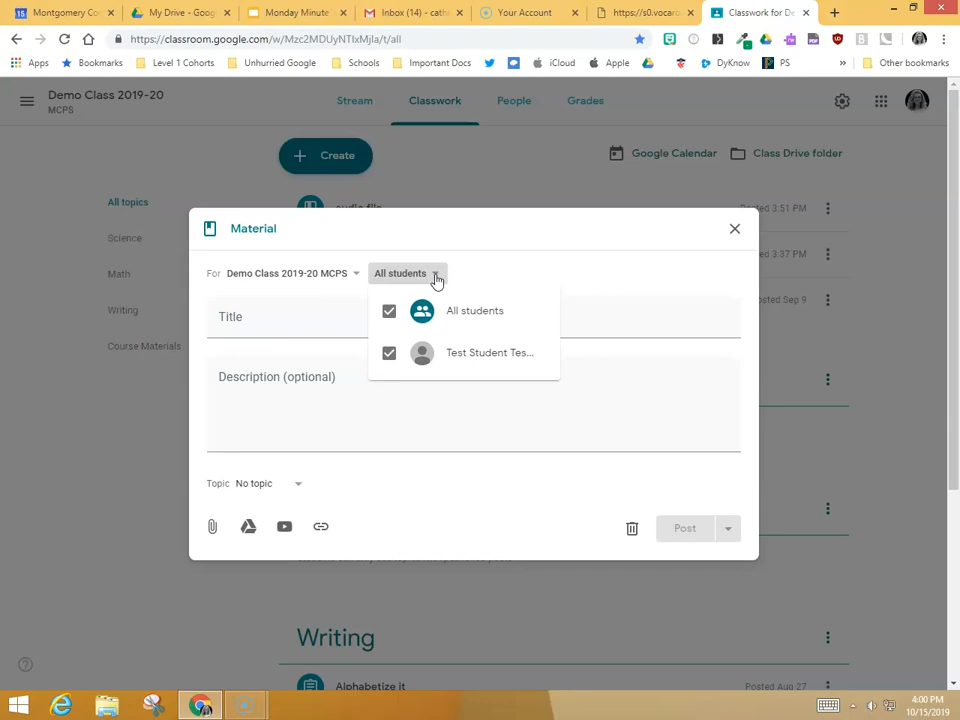 Montgomery Co
My Drive - Goog
Monday Minute
Inbox (14) - cath
Your Account
https://s0.vocaro
Classwork for D
https://classroom.google.com/w/Mzc2MDUyNTIxMjIa/t/all
Apps
Bookmarks
Level 1 Cohorts
Unhurried Google
Schools
Important Docs
iCloud
Apple
DyKnow
PS
»
Other bookmarks
Demo Class 2019-20
MCPS
Stream
Classwork
People
Grades
Create
Google Calendar
Class Drive folder
All topics
audio file
Posted 3:51 PM
Science
3:37 PM
Math
Writing
Posted Sep 9
Course Materials
Material
For Demo Class 2019-20 MCPS
All students
Title
All students
Test Student Tes...
Description (optional)
Topic No topic
Post
Writing
Alphabetize it
Posted Aug 27
4:00 PM
10/15/2019